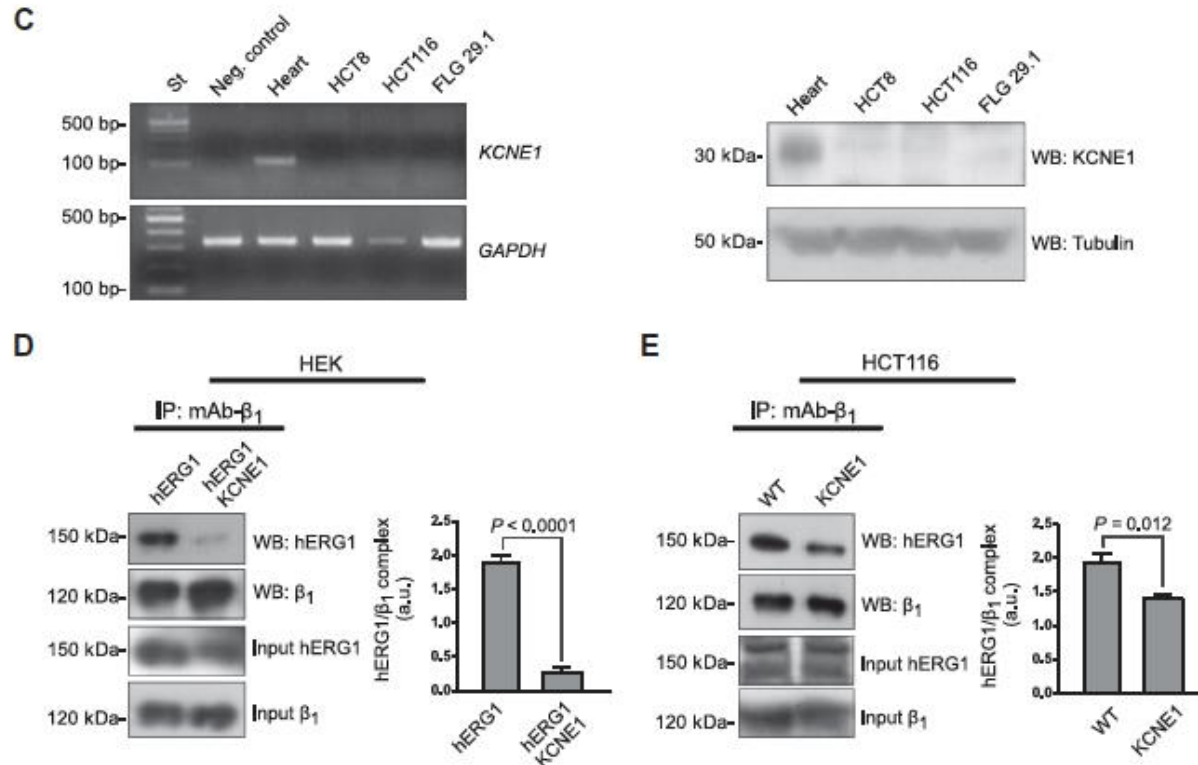 C
St
Neg. control
Heart
HCT8
HCT116
FLG 29.1
500 bp-
100 bp-
KCNE1
500 bp-
100 bp-
GAPDH
Heart
HCT8
HCT116
FLG 29.1
30 kDa-
WB: KCNE1
50 kDa-
WB: Tubulin
D
HEK
IP: mAb-β₁
hERG1
hERG1
KCNE1
150 kDa-
WB: hERG1
120 kDa-
WB: β₁
150 kDa-
Input hERG1
120 kDa-
Input β₁
hERG1/β₁ complex
(a.u.)
2.5
2.0
1.5
1.0
0.5
0.0
P < 0.0001
hERG1
hERG1
KCNE1
E
HCT116
IP: mAb-β₁
WT
KCNE1
150 kDa-
WB: hERG1
120 kDa-
WB: β₁
150 kDa-
Input hERG1
120 kDa-
Input β₁
hERG1/β₁ complex
(a.u.)
2.5
2.0
1.5
1.0
0.5
0.0
P = 0.012
WT
KCNE1